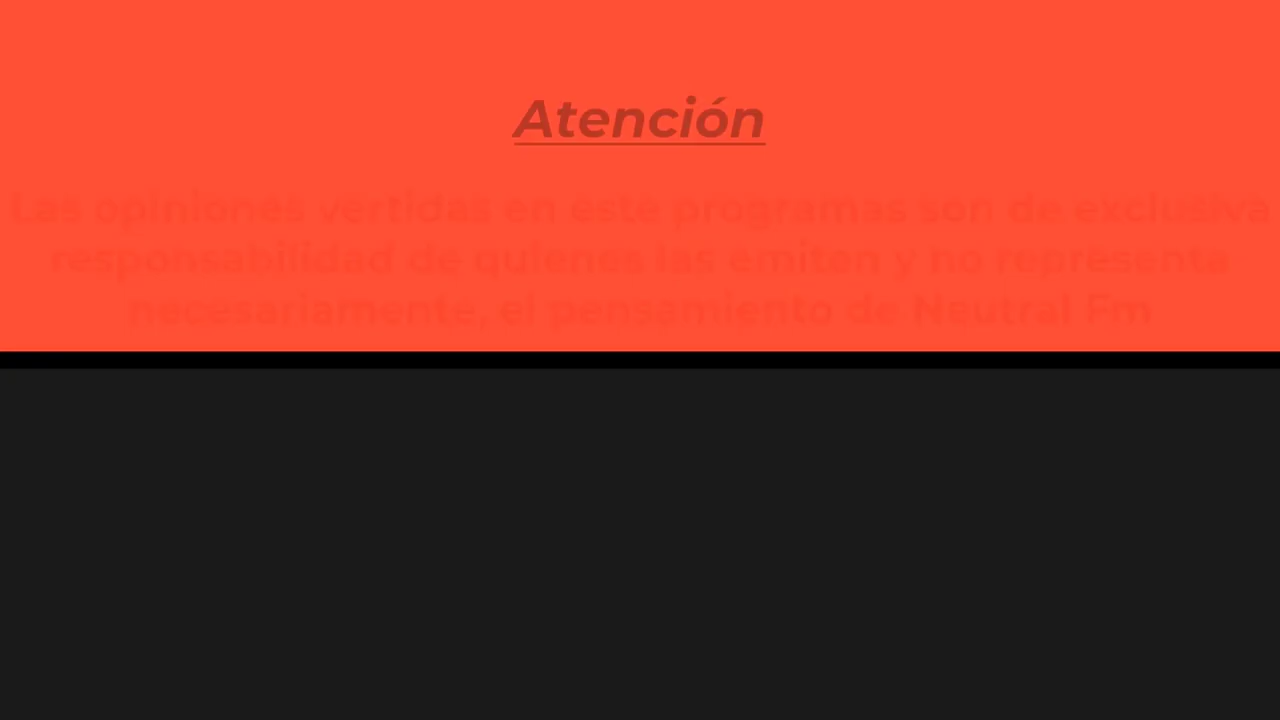 Atención
Las opiniones vertidas en este programas son de exclusiva
responsabilidad de quienes las emiten y no representa
necesariamente, el pensamiento de Neutral Fm